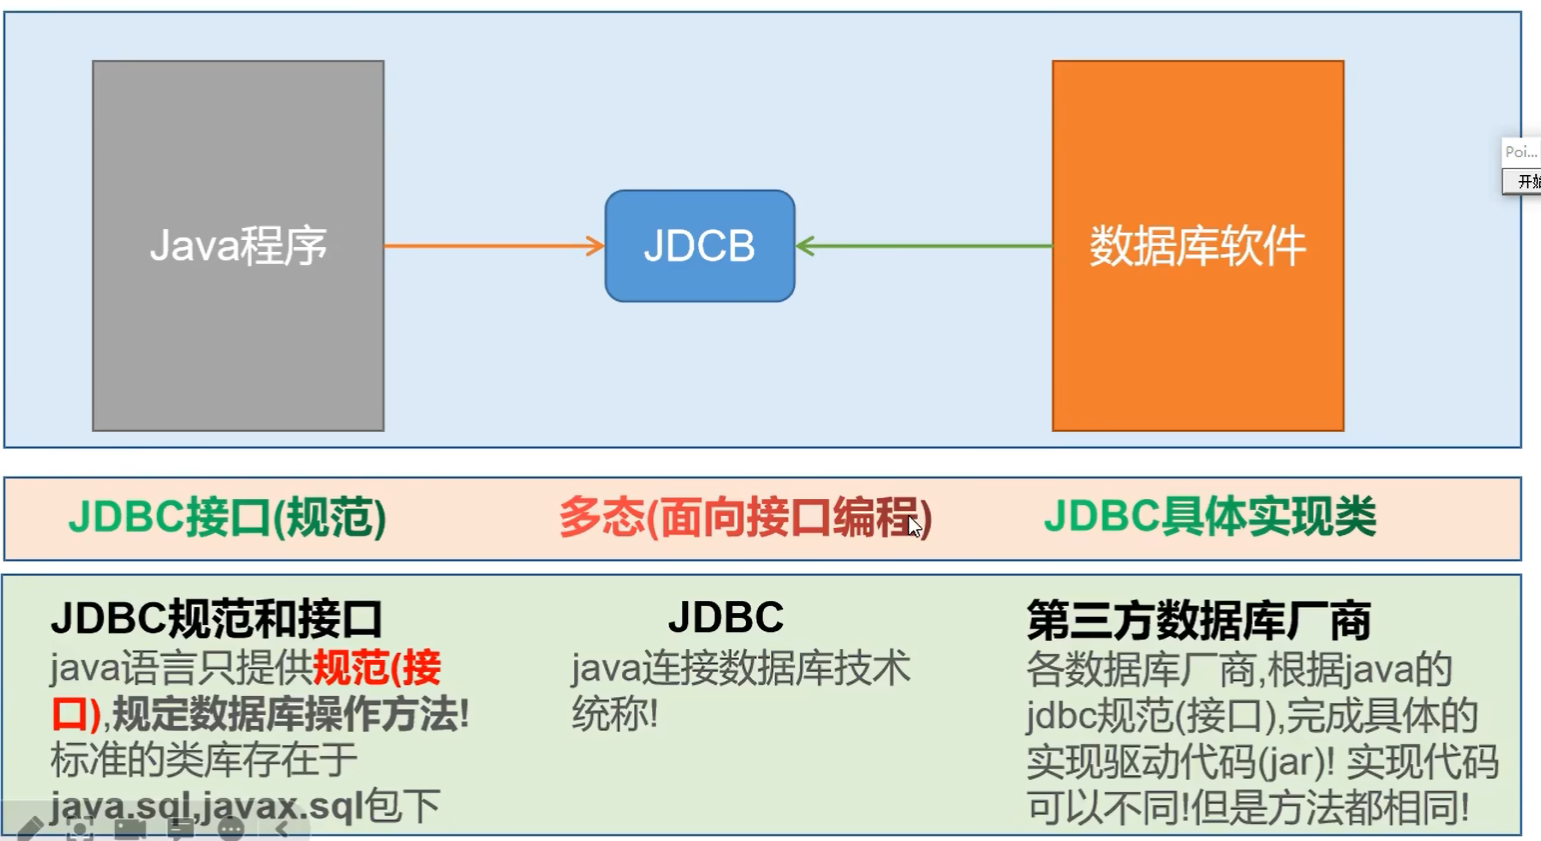 Java程序
JDCB
数据库软件
Poi...
开始
JDBC接口(规范)
多态(面向接口编程)
JDBC具体实现类
JDBC规范和接口
java语言只提供规范(接
口),规定数据库操作方法!
标准的类库存在于
java.sql,javax.sql包下
JDBC
java连接数据库技术
统称!
第三方数据库厂商
各数据库厂商,根据java的
jdbc规范(接口),完成具体的
实现驱动代码(jar)! 实现代码
可以不同!但是方法都相同!